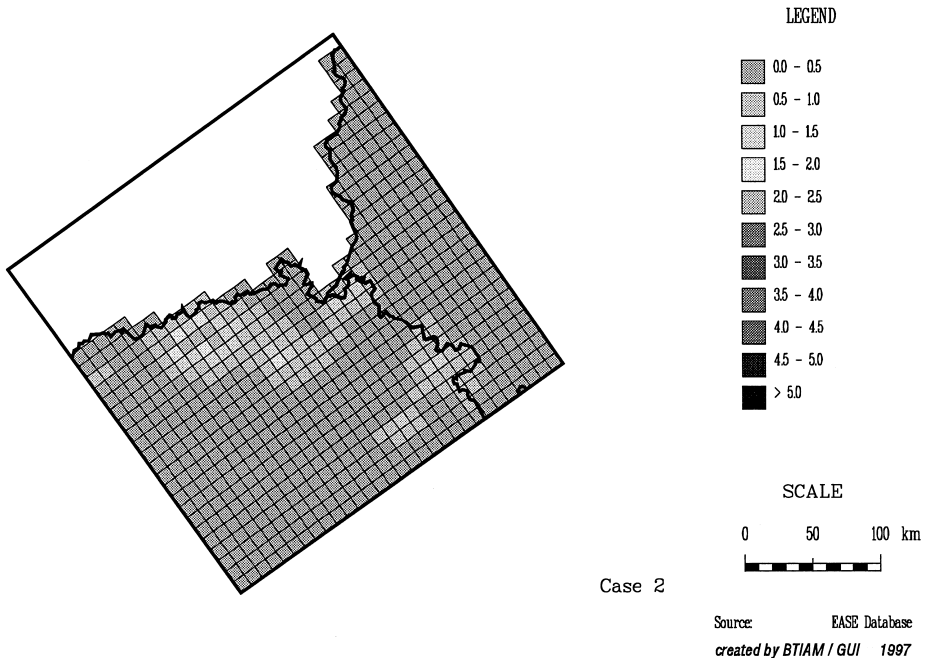 LEGEND
0.0 - 0.5
0.5 - 1.0
1.0 - 1.5
1.5 - 2.0
2.0 - 2.5
2.5 - 3.0
3.0 - 3.5
3.5 - 4.0
4.0 - 4.5
4.5 - 5.0
> 5.0
SCALE
0 50 100 km
Case 2
Source: EASE Database
created by BTIAM / GUI 1997